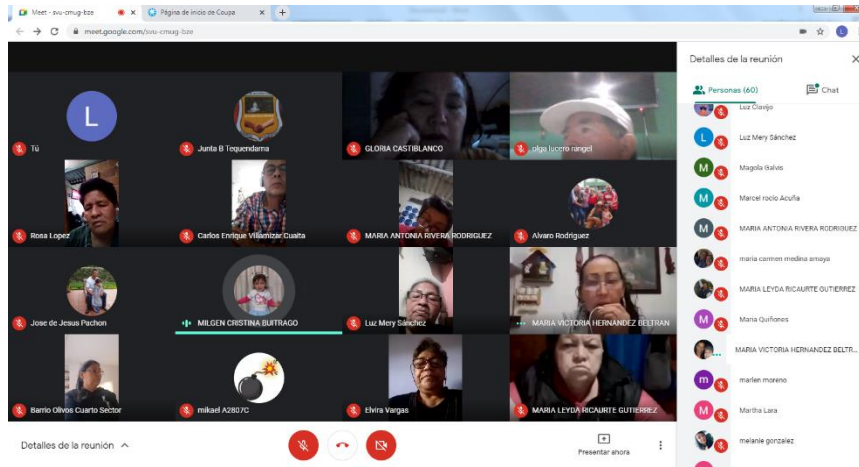 Meet - svu-cmug-bze
Página de inicio de Coupa
meet.google.com/svu-cmug-bze
L
Tú
Junta B Tequendama
GLORIA CASTIBLANCO
olga lucero rangel
Rosa Lopez
Carlos Enrique Villamizar Cualta
MARIA ANTONIA RIVERA RODRIGUEZ
Alvaro Rodriguez
Jose de Jesus Pachon
MILGEN CRISTINA BUITRAGO
Luz Mery Sánchez
MARIA VICTORIA HERNANDEZ BELTRAN
Barrio Olivos Cuarto Sector
mikael A2807C
Elvira Vargas
MARIA LEYDA RICAURTE GUTIERREZ
Detalles de la reunión
Presentar ahora
Detalles de la reunión
Personas (60)
Chat
Luz Clavijo
L Luz Mery Sánchez
M Magola Galvis
M Marcel rocio Acuña
M MARIA ANTONIA RIVERA RODRIGUEZ
maria carmen medina amaya
MARIA LEYDA RICAURTE GUTIERREZ
M Maria Quiñones
MARIA VICTORIA HERNANDEZ BELTR...
m marlen moreno
M Martha Lara
melanie gonzalez